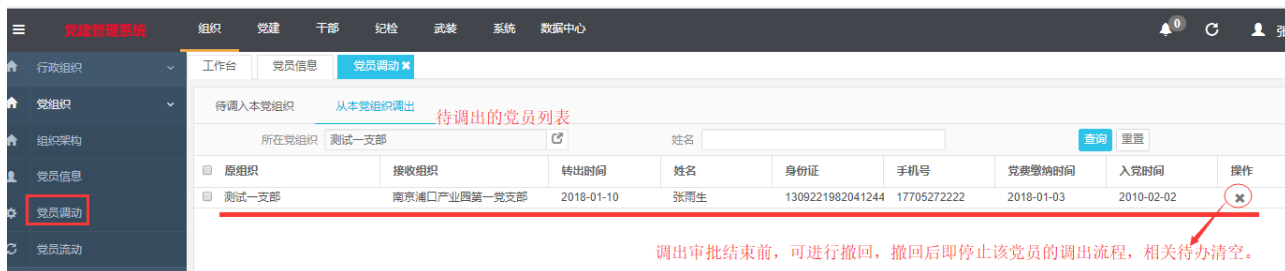 党建管理系统 组织 党建 干部 纪检 武装 系统 数据中心 0
行政组织 工作台 党员信息 党员调动
党组织 待调入本党组织 从本党组织调出 待调出的党员列表
组织架构 所在党组织 测试一支部 姓名 查询 重置
党员信息 原组织 接收组织 转出时间 姓名 身份证 手机号 党费缴纳时间 入党时间 操作
党员调动 测试一支部 南京浦口产业园第一党支部 2018-01-10 张雨生 1309221982041244 17705272222 2018-01-03 2010-02-02
党员流动 调出审批结束前，可进行撤回，撤回后即停止该党员的调出流程，相关待办清空。